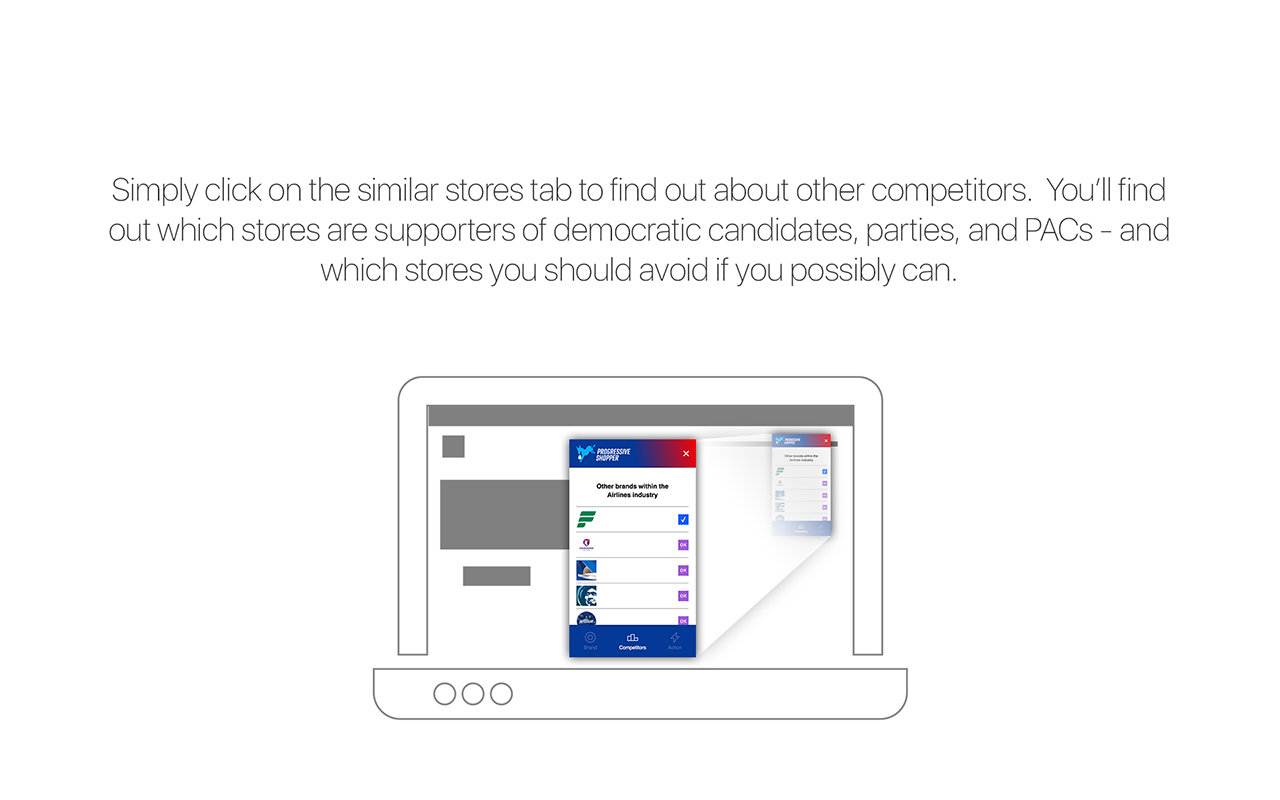 Simply click on the similar stores tab to find out about other competitors.  You'll find
out which stores are supporters of democratic candidates, parties, and PACs - and
which stores you should avoid if you possibly can.
PROGRESSIVE
SHOPPER
Other brands within the
Airlines industry
OK
OK
OK
jetBlue
OK
Brand
Competitors
Action
PROGRESSIVE
SHOPPER
Other brands within the
Airlines industry
Competitors